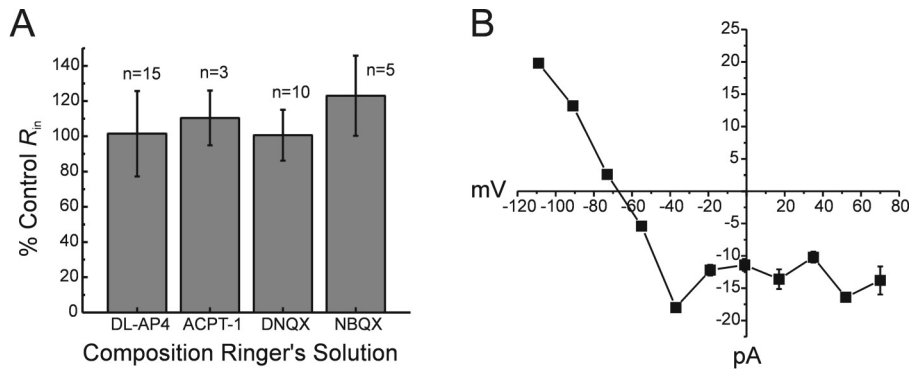 A
% Control Rin
140
120
100
80
60
40
20
0
n=15
n=3
n=10
n=5
DL-AP4 ACPT-1 DNQX NBQX
Composition Ringer's Solution
B
25
20
15
10
5
mV
-120 -100 -80 -60 -40 -20 20 40 60 80
-5
-10
-15
-20
pA